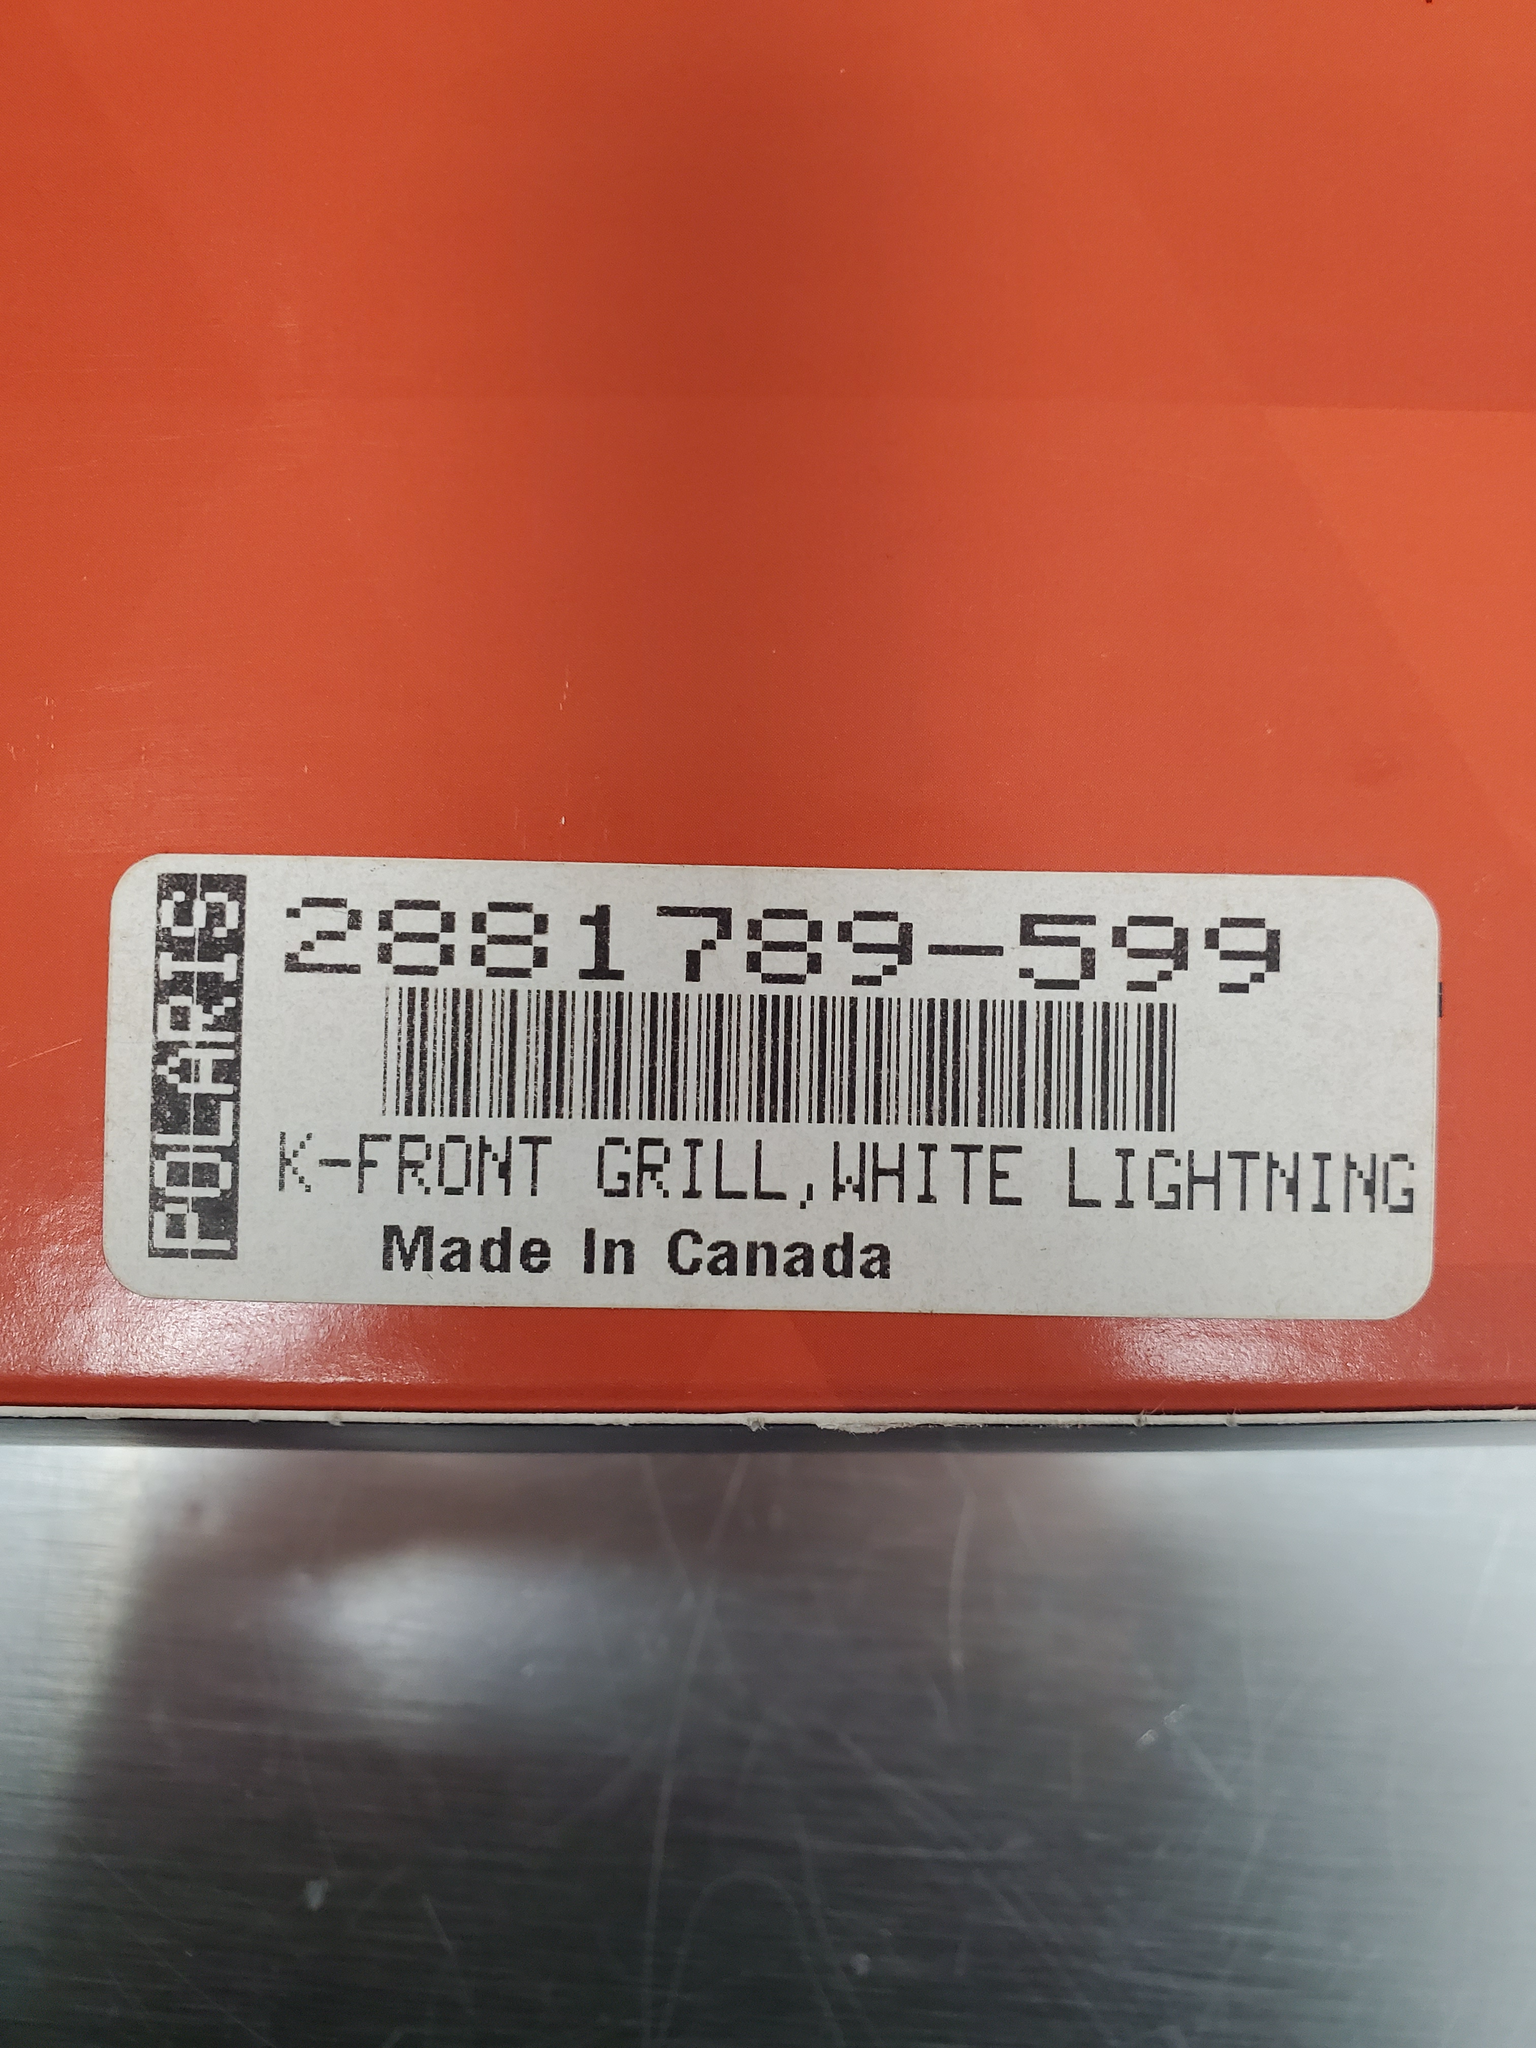 POLARIS
2881789-599
K-FRONT GRILL,WHITE LIGHTNING
Made In Canada